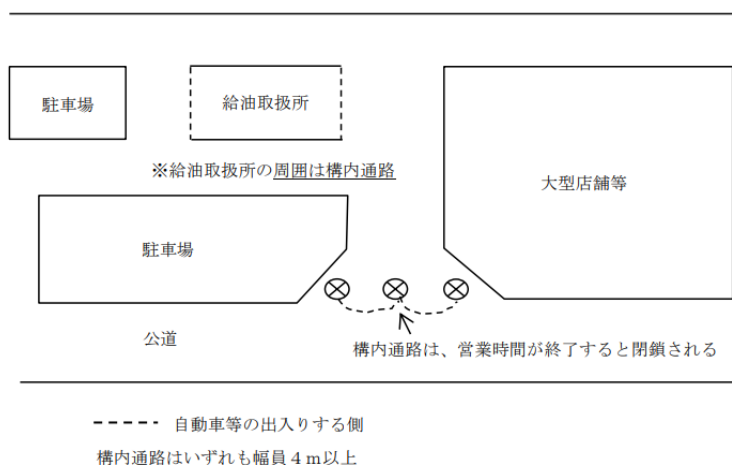 駐車場
給油取扱所
※給油取扱所の周囲は構内通路
大型店舗等
駐車場
公道
構内通路は、営業時間が終了すると閉鎖される
自動車等の出入りする側
構内通路はいずれも幅員４ｍ以上